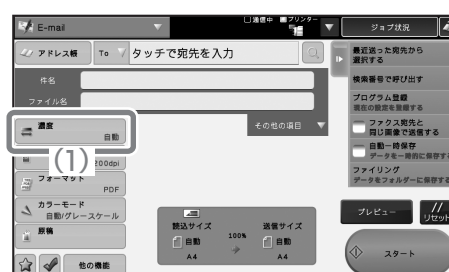 E-mail
通信中 プリンター
ジョブ状況
アドレス帳 To タッチで宛先を入力
件名
ファイル名
その他の項目
濃度
自動
(1)
200dpi
フォーマット
PDF
カラーモード
自動/グレースケール
原稿
他の機能
読込サイズ 100% 送信サイズ
自動 自動
A4 A4
最近送った宛先から
選択する
検索番号で呼び出す
プログラム登録
現在の設定を登録する
ファクス宛先と
同じ画像で送信する
自動一時保存
データを一時的に保存する
ファイリング
データをフォルダーに保存する
プレビュー
リセット
スタート